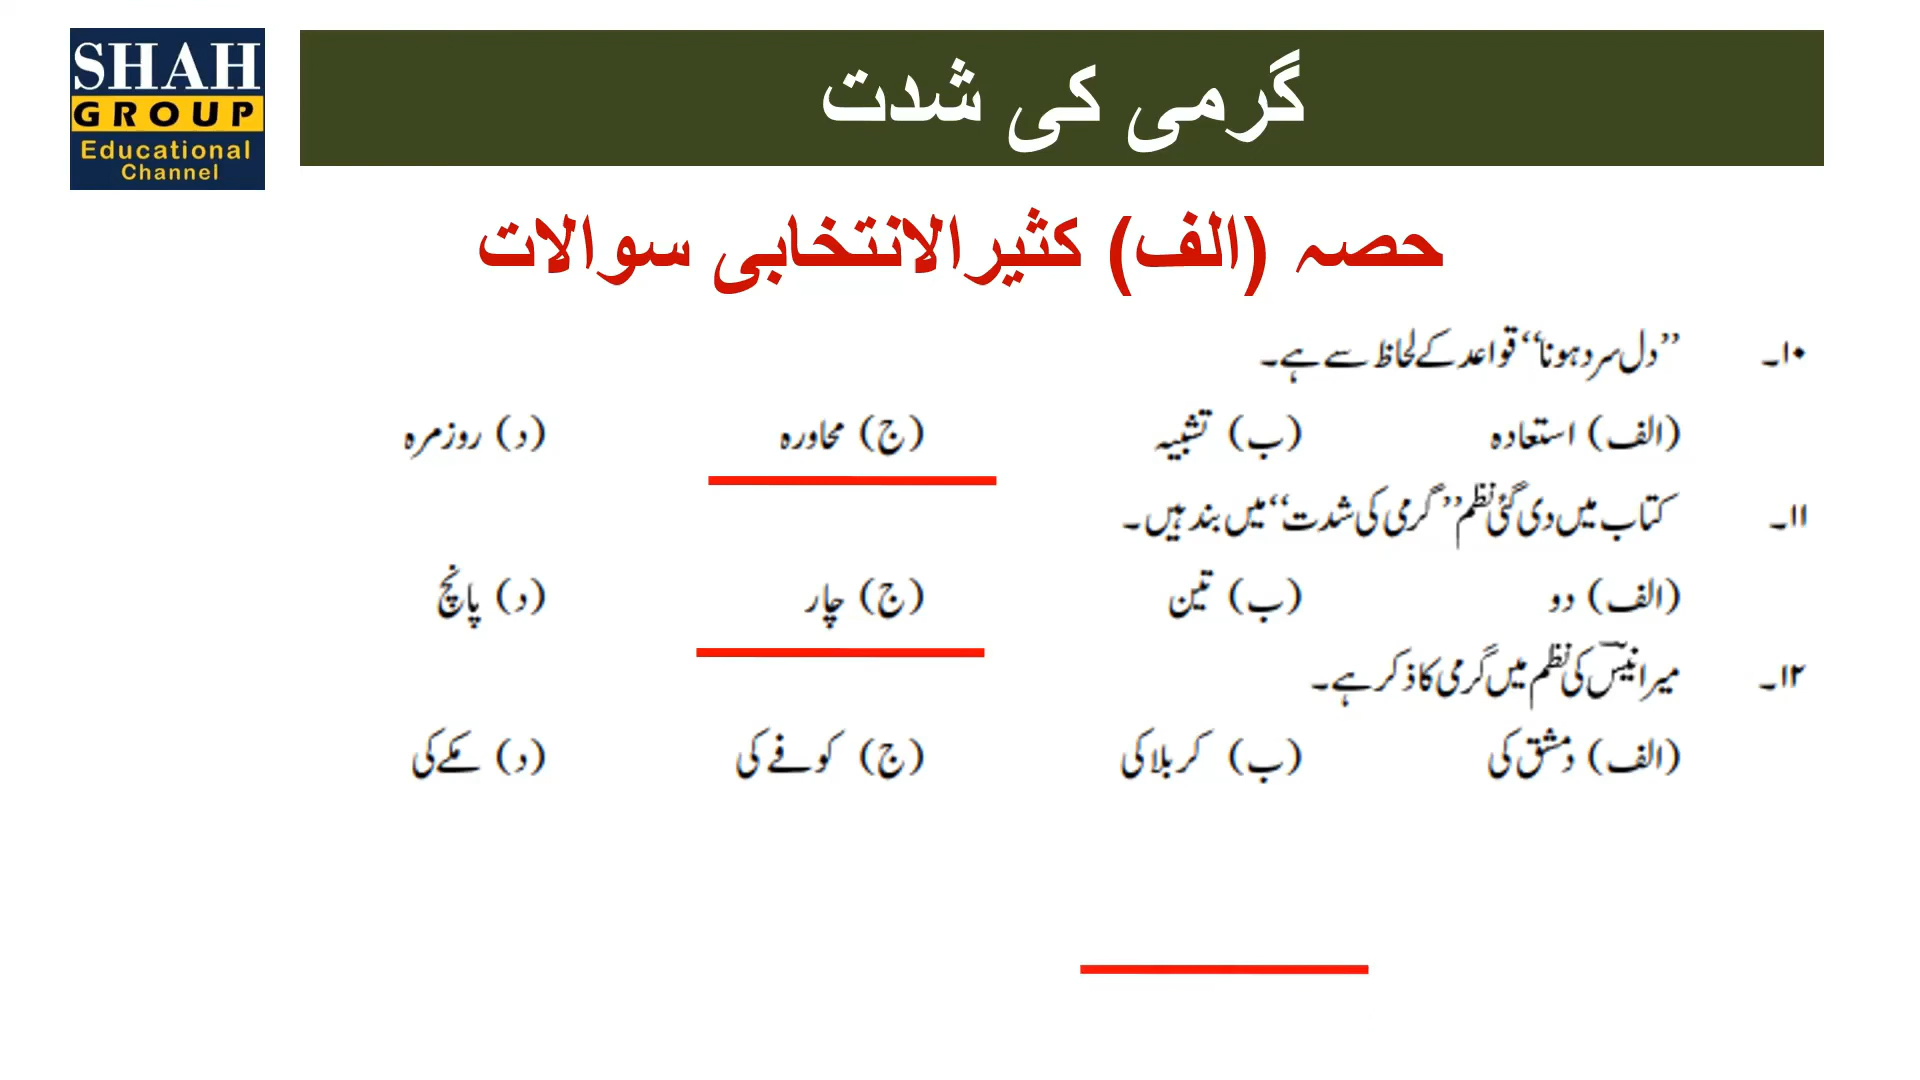 SHAH
GROUP
Educational
Channel
گرمی کی شدت
حصہ (الف) کثیرالانتخابی سوالات
۱۰۔ ’’دل سرد ہونا‘‘ قواعد کے لحاظ سے ہے۔
(الف) استعادہ (ب) تشبیہ (ج) محاورہ (د) روزمرہ
۱۱۔ کتاب میں دی گئی نظم ’’گرمی کی شدت‘‘ میں بند ہیں۔
(الف) دو (ب) تین (ج) چار (د) پانچ
۱۲۔ میر انیسؔ کی نظم میں گرمی کا ذکر ہے۔
(الف) دمشق کی (ب) کربلا کی (ج) کوفے کی (د) مکے کی